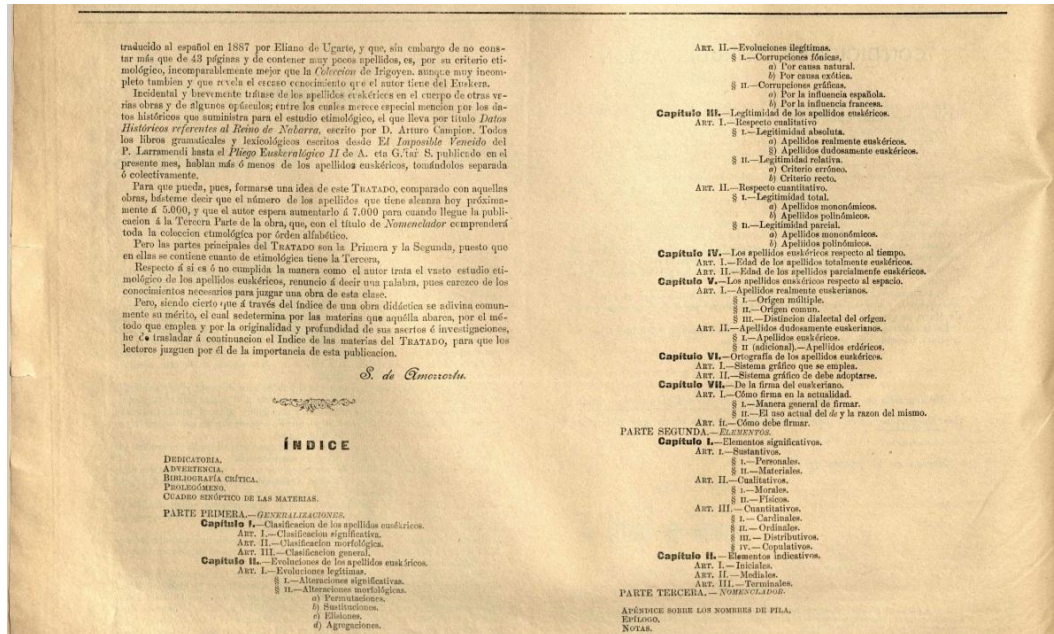 traducido al español en 1887 por Eliano de Ugarte, y que, sin embargo de no cons-
tar más que de 43 páginas y de contener muy pocos apellidos, es, por su criterio eti-
mológico, incomparablemente mejor que la Coleccion de Irigoyen, aunque muy incom-
pleto tambien y que revela el escaso conocimiento que el autor tiene del Euskera.
Incidental y brevemente trátase de los apellidos euskéricos en el cuerpo de otras va-
rias obras y de algunos opúsculos; entre los cuales merece especial mencion por los da-
tos históricos que suministra para el estudio etimológico, el que lleva por título Datos
Históricos referentes al Reino de Nabarra, escrito por D. Arturo Campion. Todos
los libros gramaticales y lexicológicos escritos desde El Imposible Vencido del
P. Larramendi hasta el Pliego Euskeralógico II de A. eta G.'tar S. publicado en el
presente mes, hablan más ó menos de los apellidos euskéricos, tomándolos separada
ó colectivamente.
Para que pueda, pues, formarse una idea de este TRATADO, comparado con aquellas
obras, básteme decir que el número de los apellidos que tiene alcanza hoy próxima-
mente á 5.000, y que el autor espera aumentarlo á 7.000 para cuando llegue la publi-
cacion á la Tercera Parte de la obra, que, con el título de Nomenclador comprenderá
toda la coleccion etimológica por órden alfabético.
Pero las partes principales del TRATADO son la Primera y la Segunda, puesto que
en ellas se contiene cuanto de etimológica tiene la Tercera,
Respecto á si es ó no cumplida la manera como el autor trata el vasto estudio eti-
mológico de los apellidos euskéricos, renuncio á decir una palabra, pues carezco de los
conocimientos necesarios para juzgar una obra de esta clase.
Pero, siendo cierto que á través del índice de una obra didáctica se adivina comun-
mente su mérito, el cual sedetermina por las materias que aquélla abarca, por el mé-
todo que emplea y por la originalidad y profundidad de sus asertos é investigaciones,
he de trasladar á continuacion el Indice de las materias del TRATADO, para que los
lectores juzguen por él de la importancia de esta publicacion.
S. de Amorrortu.
ÍNDICE
DEDICATORIA.
ADVERTENCIA.
BIBLIOGRAFÍA CRÍTICA.
PROLEGÓMENO.
CUADRO SINÓPTICO DE LAS MATERIAS.
PARTE PRIMERA.—GENERALIZACIONES.
Capítulo I.—Clasificacion de los apellidos euskéricos.
ART. I.—Clasificacion significativa.
ART. II.—Clasificacion morfológica.
ART. III.—Clasificacion general.
Capítulo II.—Evoluciones de los apellidos euskéricos.
ART. I.—Evoluciones legítimas.
§ I.—Alteraciones significativas.
§ II.—Alteraciones morfológicas.
a) Permutaciones.
b) Sustituciones.
c) Elisiones.
d) Agregaciones.
ART. II.—Evoluciones ilegítimas.
§ I.—Corrupciones fónicas,
a) Por causa natural.
b) Por causa exótica.
§ II.—Corrupciones gráficas.
a) Por la influencia española.
b) Por la influencia francesa.
Capítulo III.—Legítimidad de los apellidos euskéricos.
ART. I.—Respecto cualitativo
§ I.—Legitimidad absoluta.
a) Apellidos realmente euskéricos.
§) Apellidos dudosamente euskéricos.
§ II.—Legitimidad relativa.
a) Criterio erróneo.
b) Criterio recto.
ART. II.—Respecto cuantitativo.
§ I.—Legitimidad total.
a) Apellidos mononómicos.
b) Apellidos polinómicos.
§ II.—Legitimidad parcial.
a) Apellidos mononómicos.
b) Apellidos polinómicos.
Capítulo IV.—Los apellidos euskéricos respecto al tiempo.
ART. I.—Edad de los apellidos totalmente euskéricos.
ART. II.—Edad de los apellidos parcialmente euskéricos.
Capítulo V.—Los apellidos euskéricos respecto al espacio.
ART. I.—Apellidos realmente euskerianos.
§ I.—Orígen múltiple.
§ II.—Orígen comun.
§ III.—Distincion dialectal del orígen.
ART. II.—Apellidos dudosamente euskerianos.
§ I.—Apellidos euskéricos.
§ II (adicional).—Apellidos erdéricos.
Capítulo VI.—Ortografía de los apellidos euskéricos.
ART. I.—Sistema gráfico que se emplea.
ART. II.—Sistema gráfico de debe adoptarse.
Capítulo VII.—De la firma del euskeriano.
ART. I.—Cómo firma en la actualidad.
§ I.—Manera general de firmar.
§ II.—El uso actual del de y la razon del mismo.
ART. II.—Cómo debe firmar.
PARTE SEGUNDA.—ELEMENTOS.
Capítulo I.—Elementos significativos.
ART. I.—Sustantivos.
§ I.—Personales.
§ II.—Materiales.
ART. II.—Cualitativos.
§ I.—Morales.
§ II.—Físicos.
ART. III.—Cuantitativos.
§ I.—Cardinales.
§ II.—Ordinales.
§ III.—Distributivos.
§ IV.—Copulativos.
Capítulo II.—Elementos indicativos.
ART. I.—Iniciales.
ART. II.—Mediales.
ART. III.—Terminales.
PARTE TERCERA.—NOMENCLADOR.
APÉNDICE SOBRE LOS NOMBRES DE PILA.
EPÍLOGO.
NOTAS.